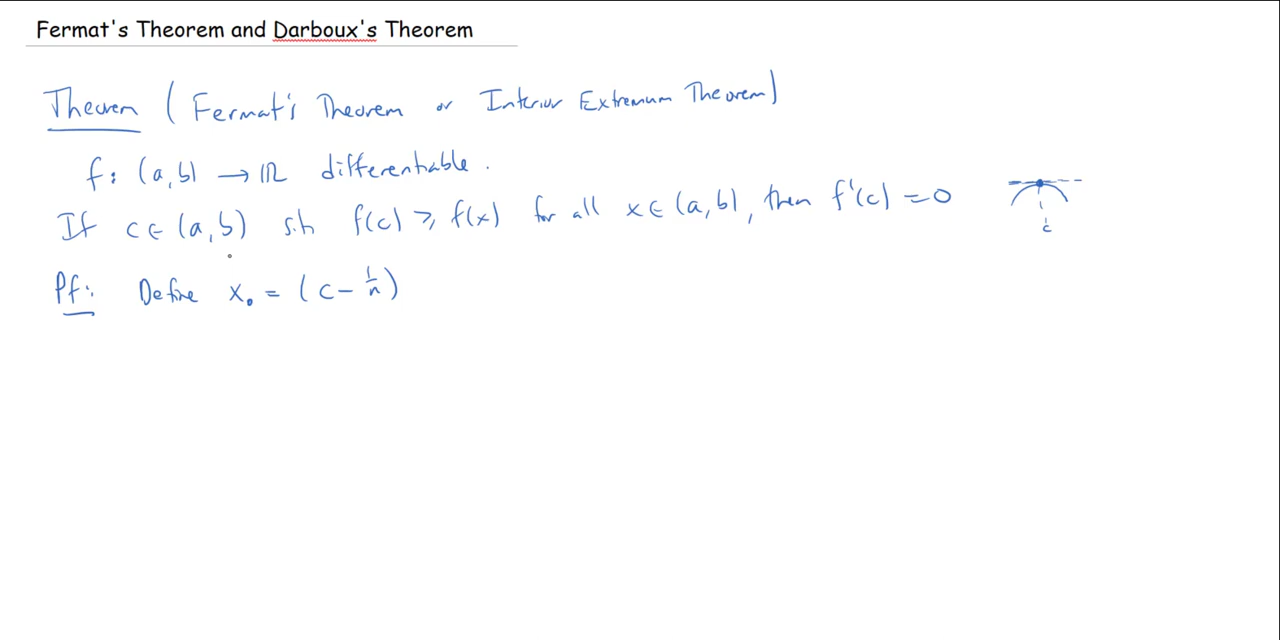 Fermat's Theorem and Darboux's Theorem
Theorem (Fermat's Theorem or Interior Extremum Theorem)
f: (a,b) → ℝ differentiable.
If c ∈ (a,b) s.t. f(c) ≥ f(x) for all x ∈ (a,b), then f'(c) = 0
c
Pf: Define x₀ = (c - 1/n)